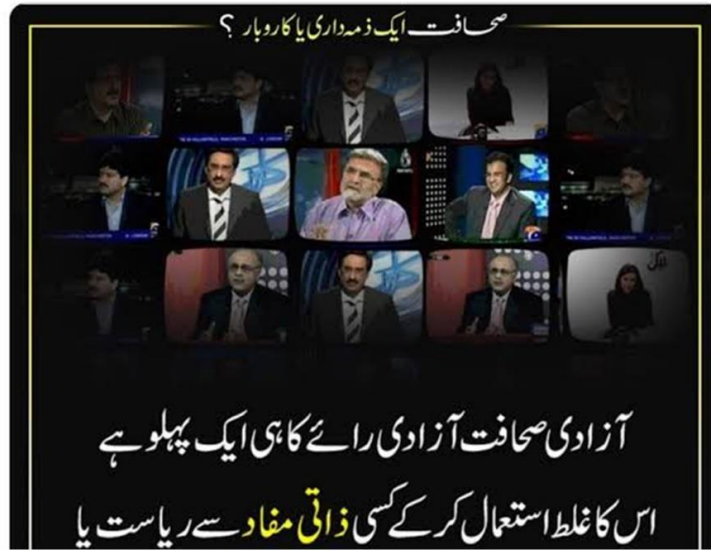 صحافت ایک ذمہ داری یا کاروبار ؟
آزادی صحافت آزادی رائے کا ہی ایک پہلو ہے
اس کا غلط استعمال کر کے کسی ذاتی مفاد سے ریاست یا